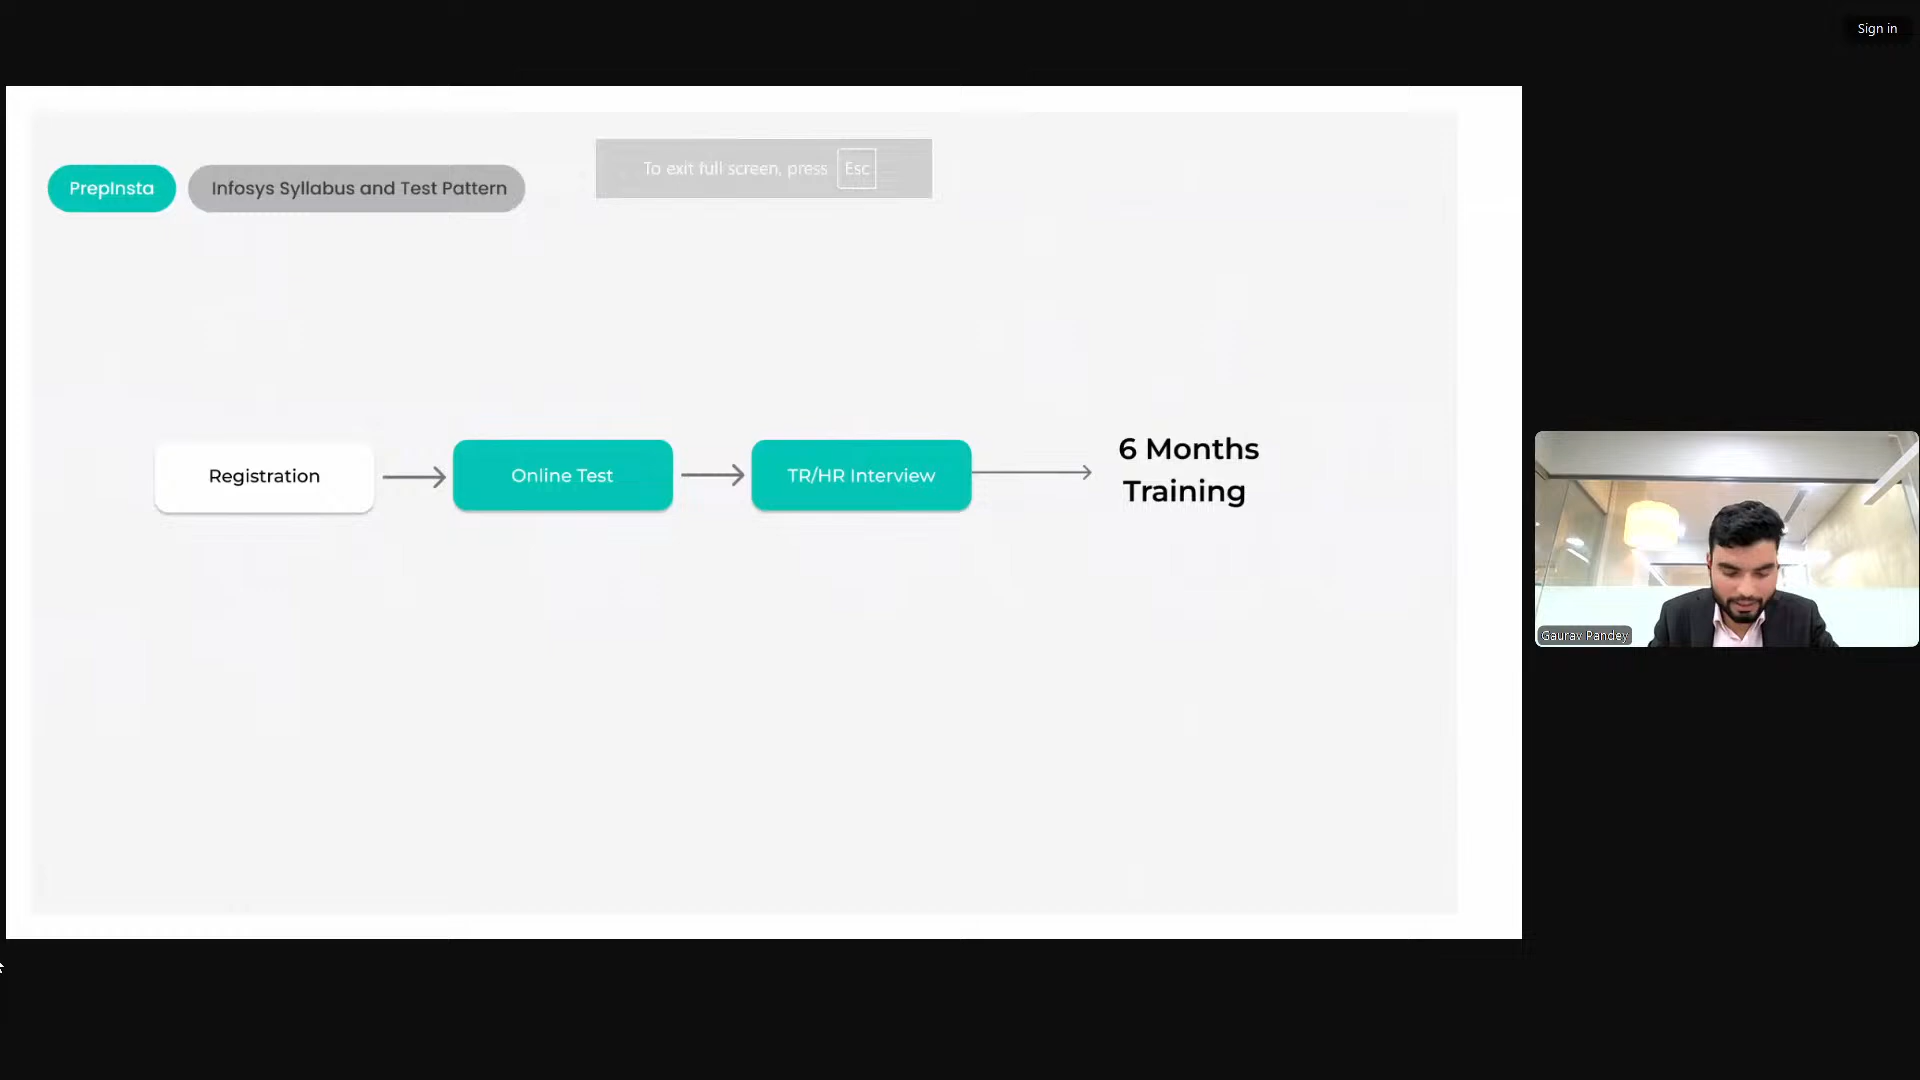 Sign in
PrepInsta
Infosys Syllabus and Test Pattern
To exit full screen, press Esc
Registration
Online Test
TR/HR Interview
6 Months
Training
Gaurav Pandey